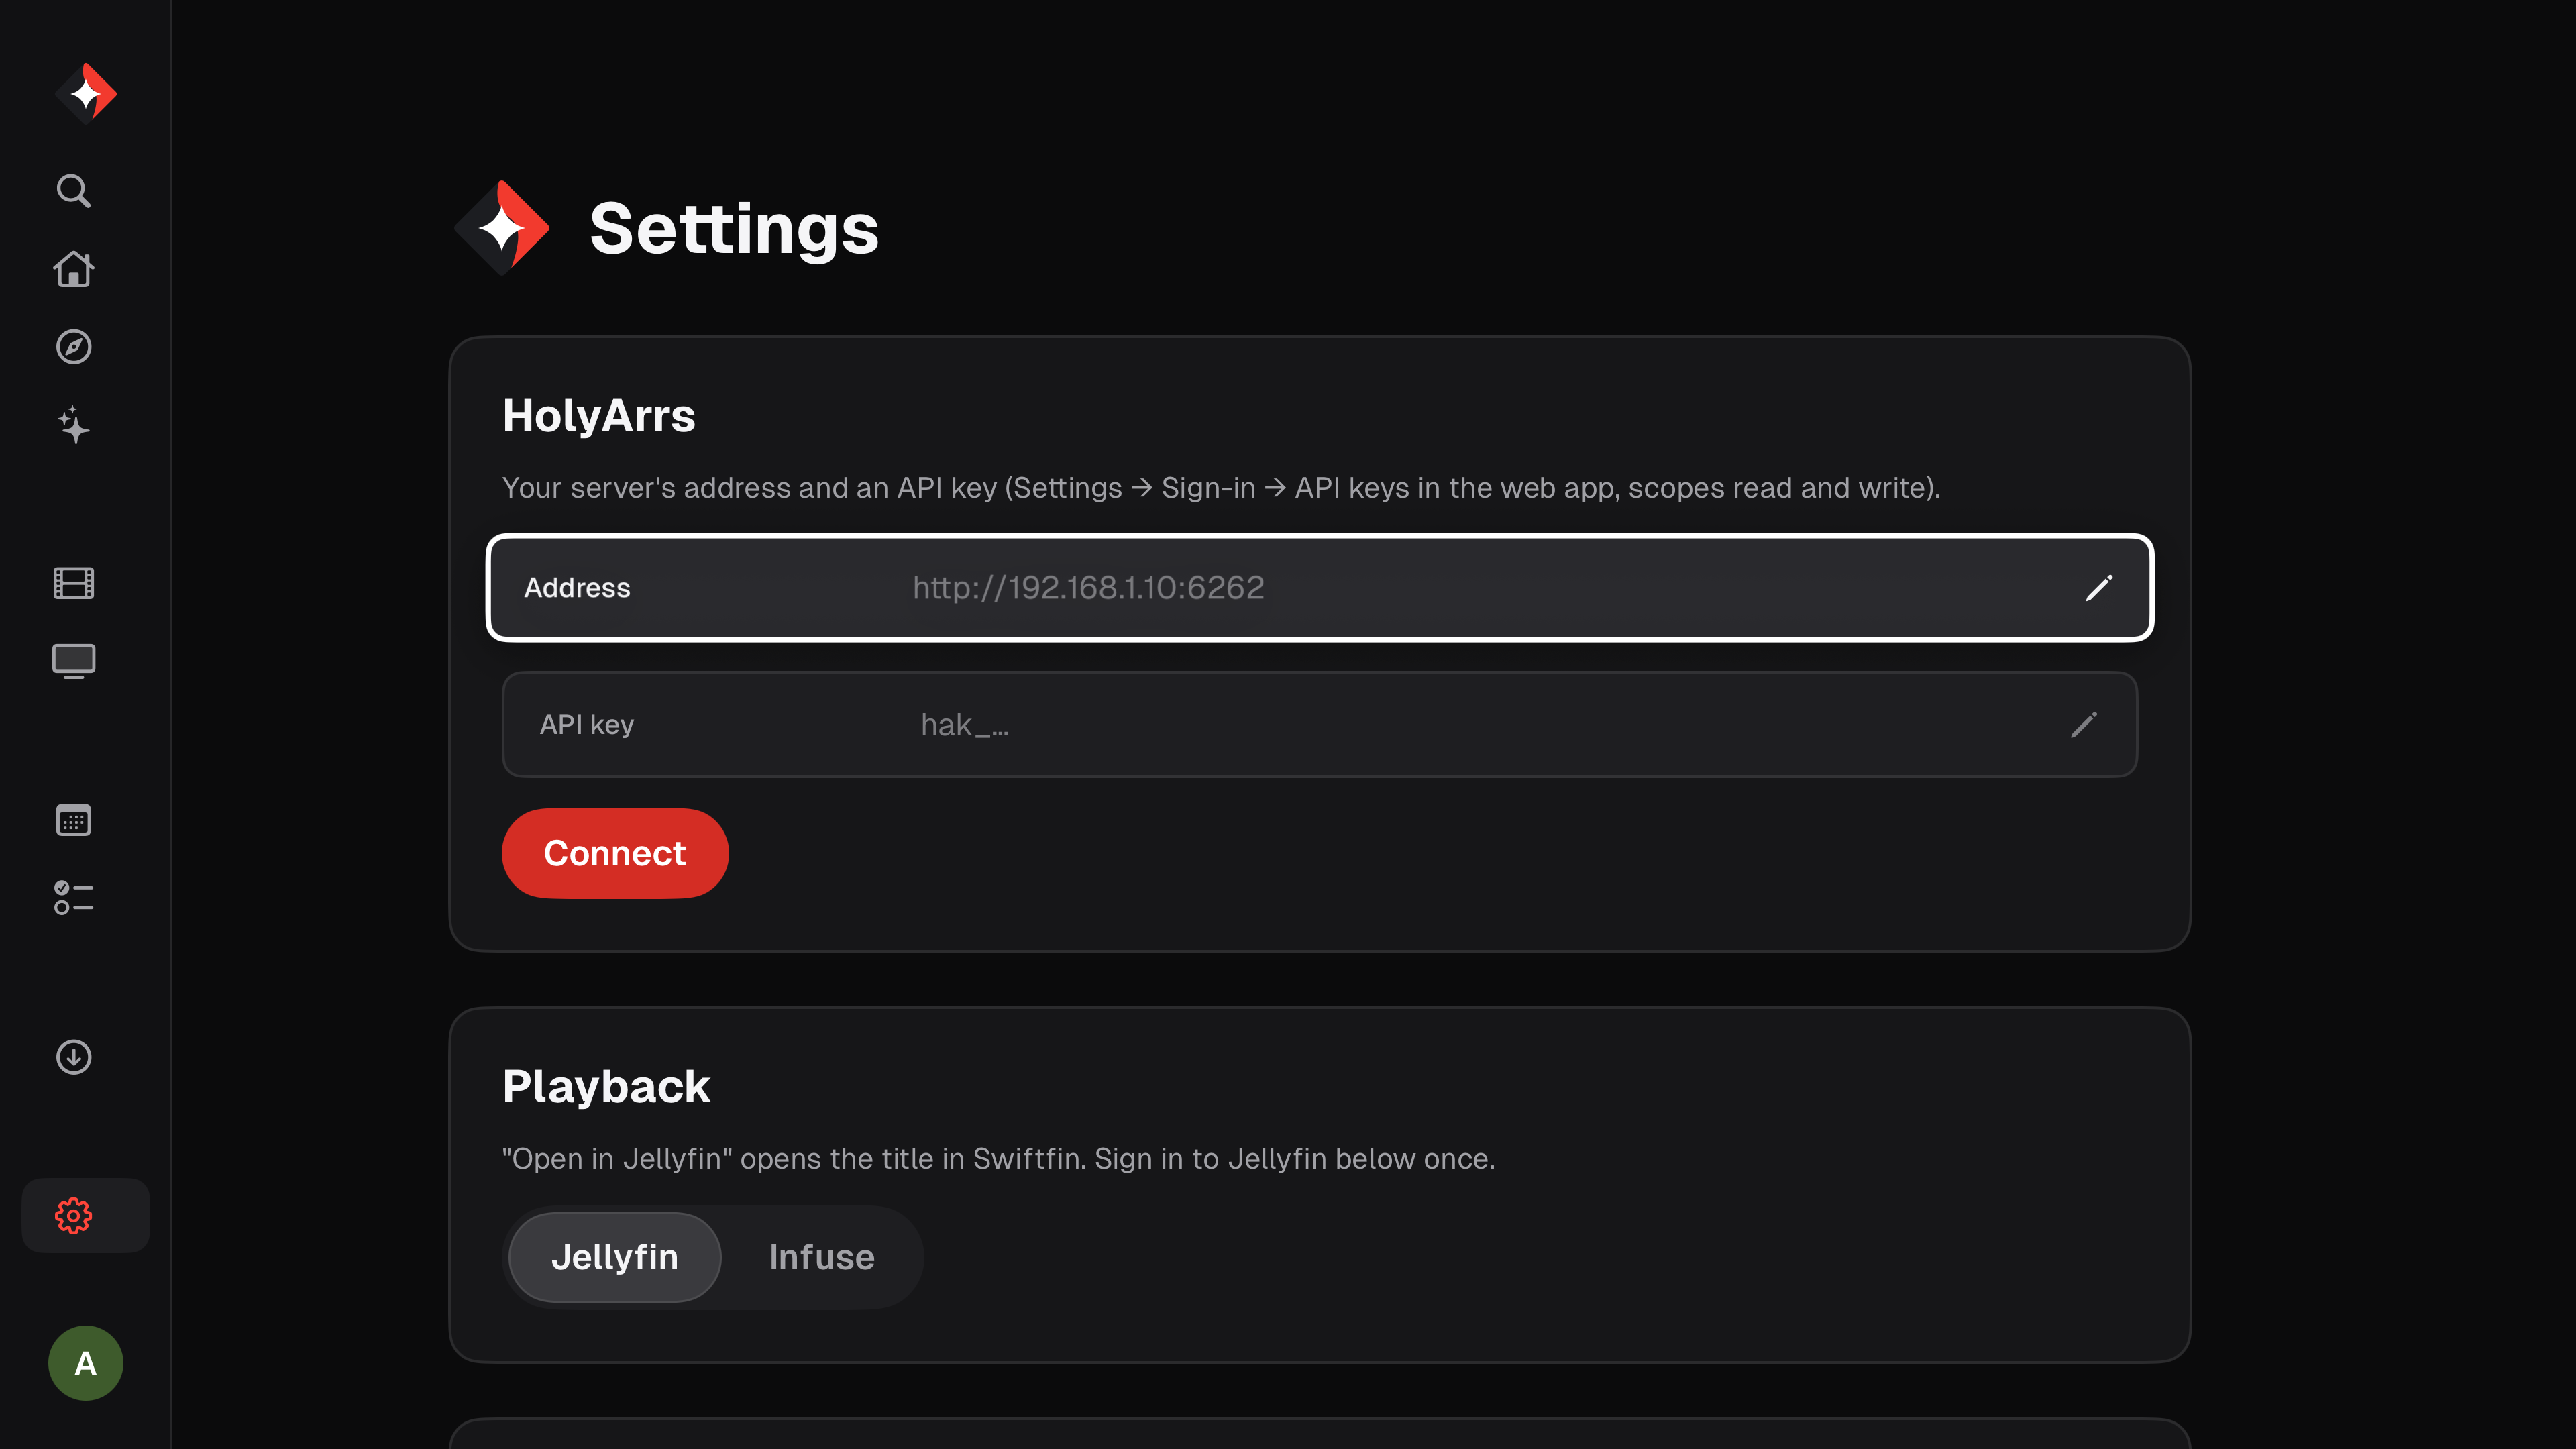 Settings
HolyArrs
Your server's address and an API key (Settings → Sign-in → API keys in the web app, scopes read and write).
Address http://192.168.1.10:6262
API key hak_…
Connect
Playback
"Open in Jellyfin" opens the title in Swiftfin. Sign in to Jellyfin below once.
Jellyfin Infuse
A